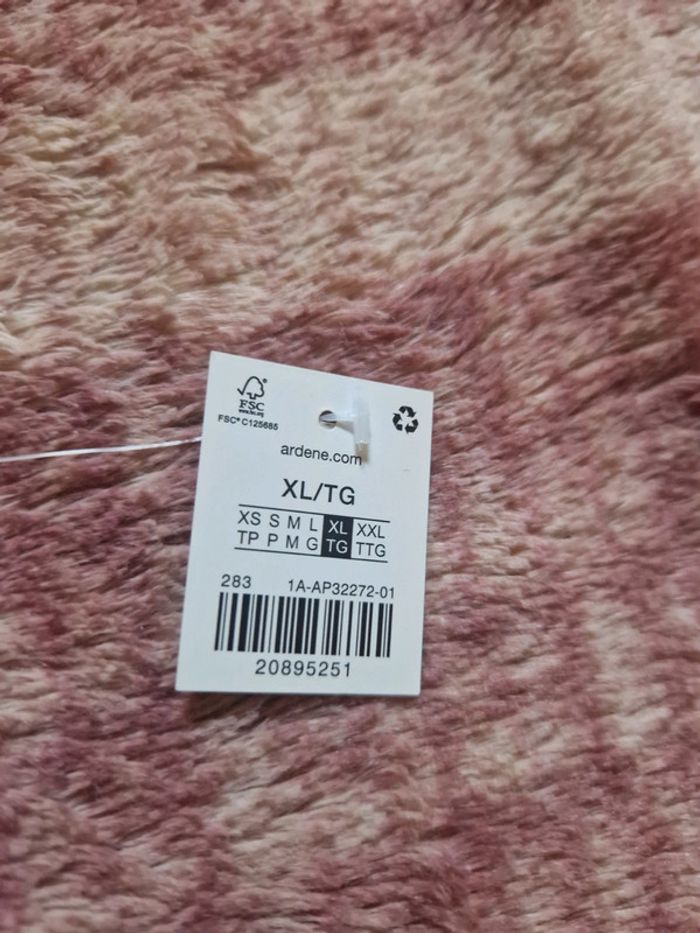 FSC®
www.fsc.org
FSC® C125685
ardene.com
XL/TG
XS S M L XL XXL
TP P M G TG TTG
283 1A-AP32272-01
20895251